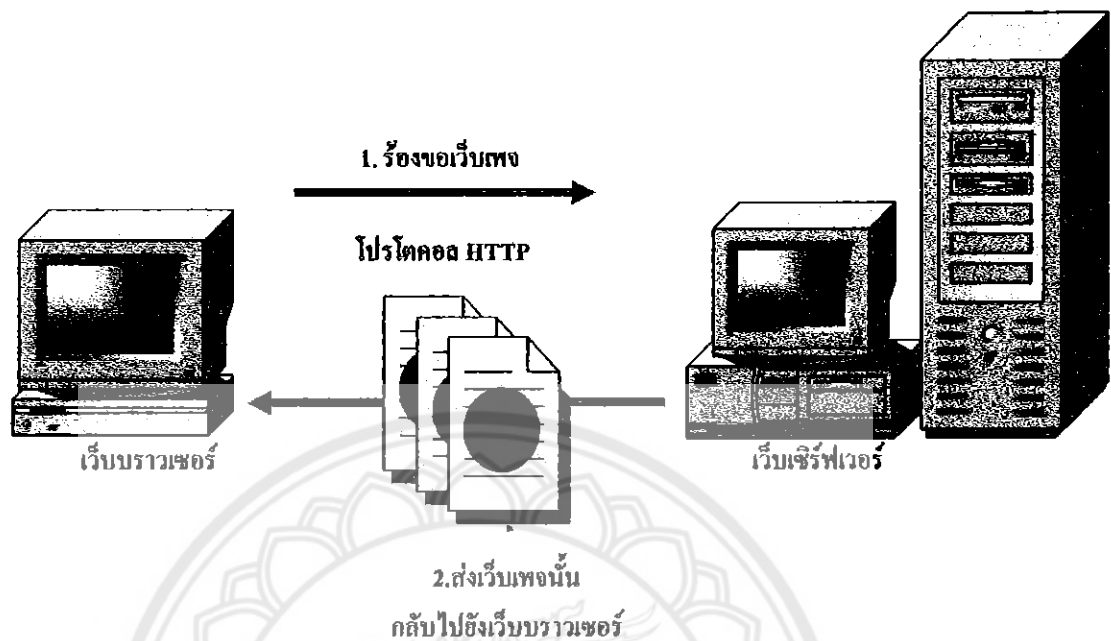 1. ร้องขอเว็บเพจ
โปรโตคอล HTTP
เว็บบราวเซอร์
เว็บเซิร์ฟเวอร์
2.ส่งเว็บเพจนั้น
กลับไปยังเว็บบราวเซอร์